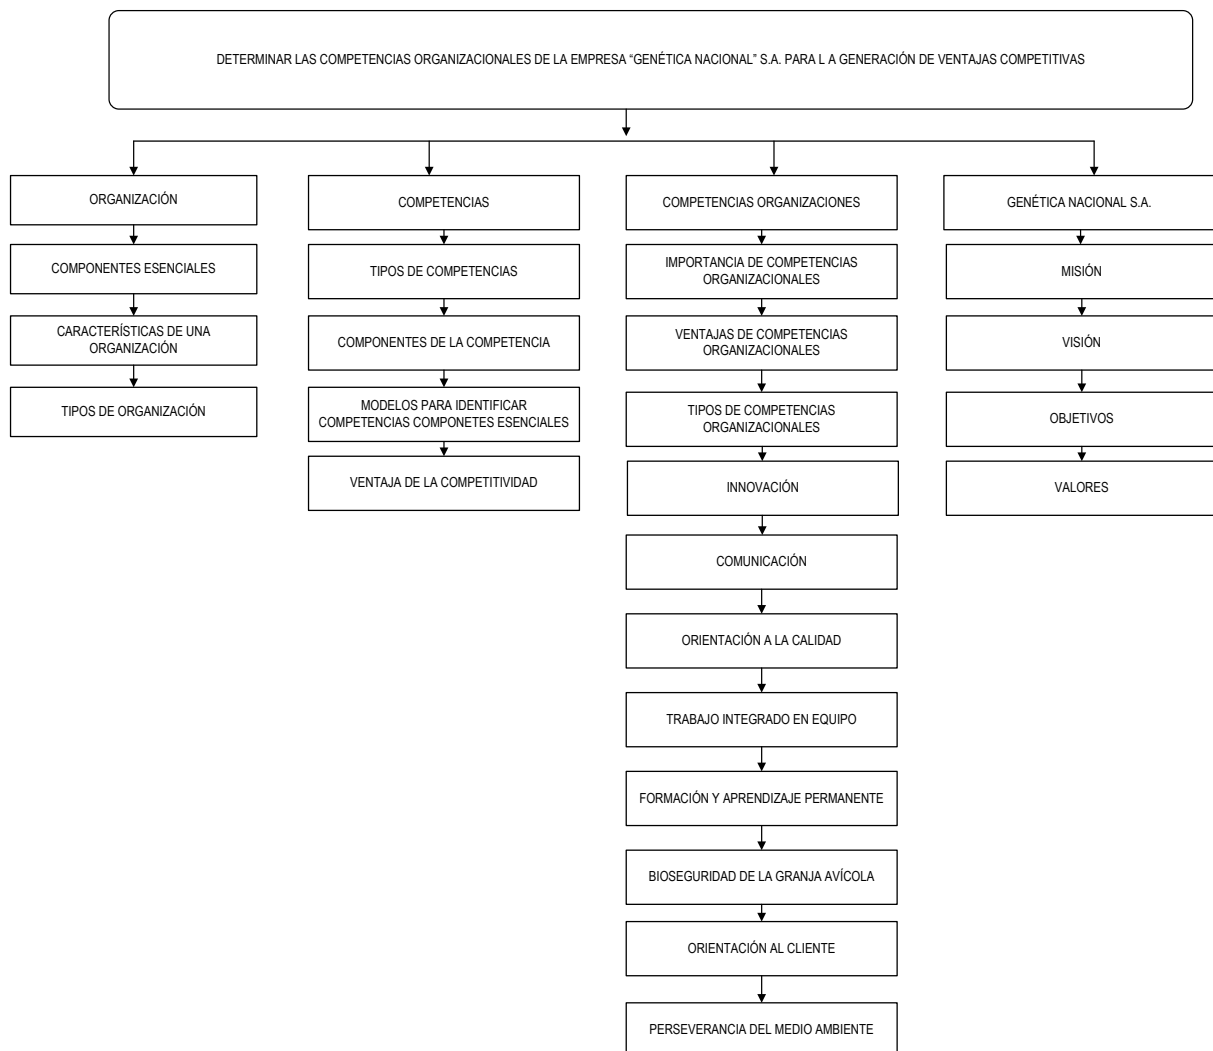 DETERMINAR LAS COMPETENCIAS ORGANIZACIONALES DE LA EMPRESA “GENÉTICA NACIONAL” S.A. PARA L A GENERACIÓN DE VENTAJAS COMPETITIVAS
ORGANIZACIÓN
COMPONENTES ESENCIALES
CARACTERÍSTICAS DE UNA
ORGANIZACIÓN
TIPOS DE ORGANIZACIÓN
COMPETENCIAS
TIPOS DE COMPETENCIAS
COMPONENTES DE LA COMPETENCIA
MODELOS PARA IDENTIFICAR
COMPETENCIAS COMPONETES ESENCIALES
VENTAJA DE LA COMPETITIVIDAD
COMPETENCIAS ORGANIZACIONES
IMPORTANCIA DE COMPETENCIAS
ORGANIZACIONALES
VENTAJAS DE COMPETENCIAS
ORGANIZACIONALES
TIPOS DE COMPETENCIAS
ORGANIZACIONALES
INNOVACIÓN
COMUNICACIÓN
ORIENTACIÓN A LA CALIDAD
TRABAJO INTEGRADO EN EQUIPO
FORMACIÓN Y APRENDIZAJE PERMANENTE
BIOSEGURIDAD DE LA GRANJA AVÍCOLA
ORIENTACIÓN AL CLIENTE
PERSEVERANCIA DEL MEDIO AMBIENTE
GENÉTICA NACIONAL S.A.
MISIÓN
VISIÓN
OBJETIVOS
VALORES